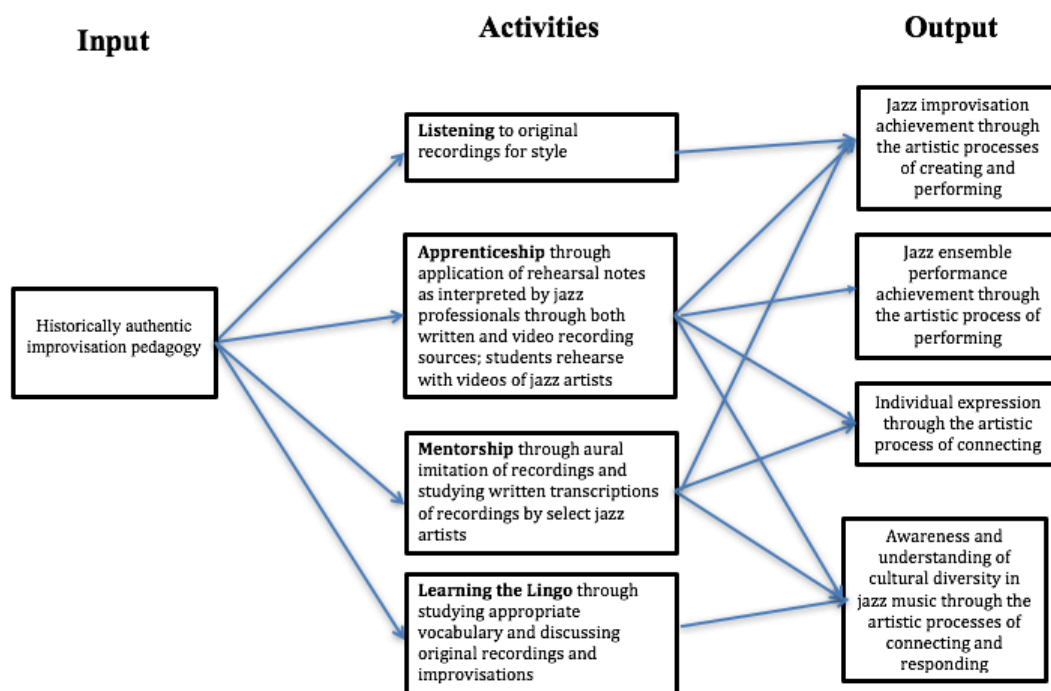 Input
Activities
Output
Historically authentic
improvisation pedagogy
Listening to original
recordings for style
Apprenticeship through
application of rehearsal notes
as interpreted by jazz
professionals through both
written and video recording
sources; students rehearse
with videos of jazz artists
Mentorship through aural
imitation of recordings and
studying written transcriptions
of recordings by select jazz
artists
Learning the Lingo through
studying appropriate
vocabulary and discussing
original recordings and
improvisations
Jazz improvisation
achievement through
the artistic processes
of creating and
performing
Jazz ensemble
performance
achievement through
the artistic process of
performing
Individual expression
through the artistic
process of connecting
Awareness and
understanding of
cultural diversity in
jazz music through the
artistic processes of
connecting and
responding